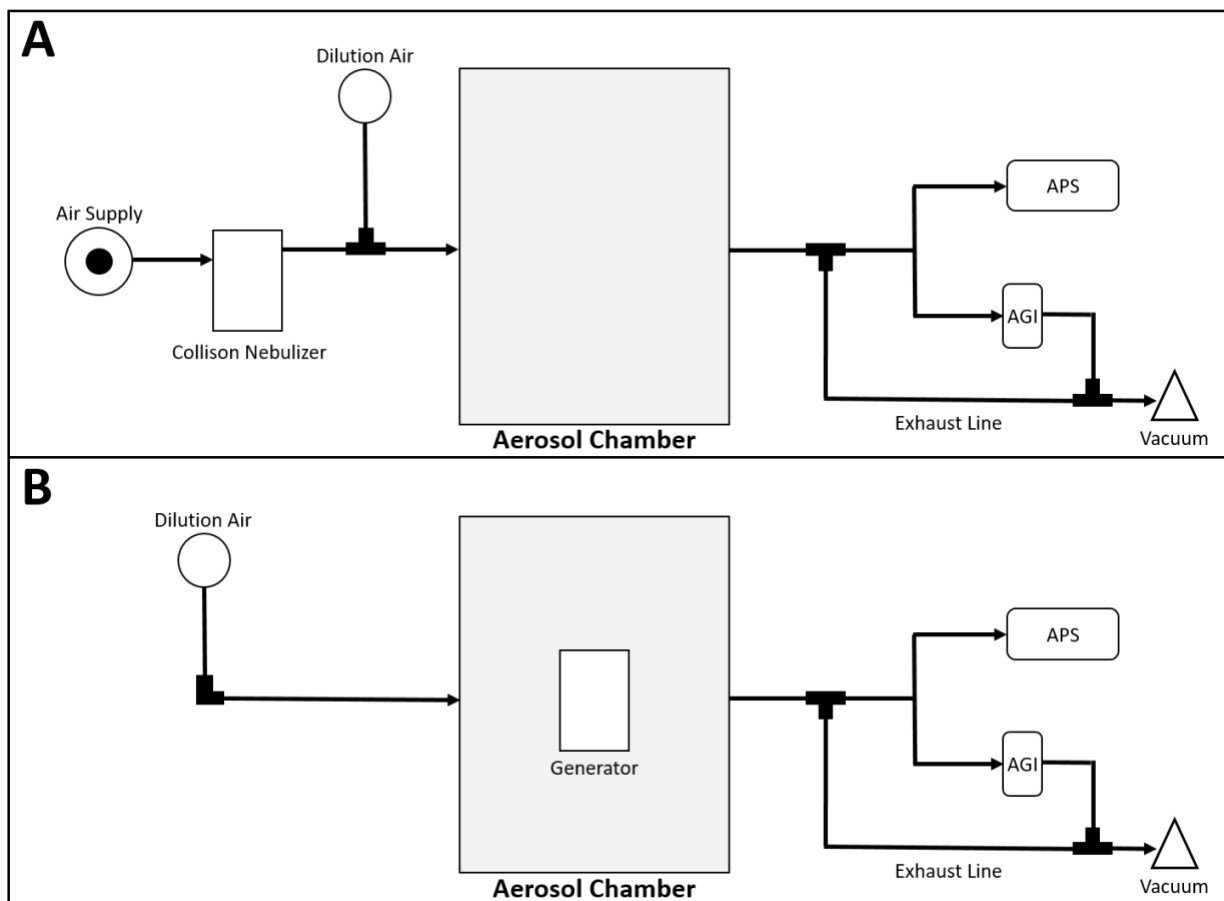 A
Dilution Air
Air Supply
Collison Nebulizer
APS
AGI
Exhaust Line
Vacuum
Aerosol Chamber
B
Dilution Air
Generator
APS
AGI
Exhaust Line
Vacuum
Aerosol Chamber